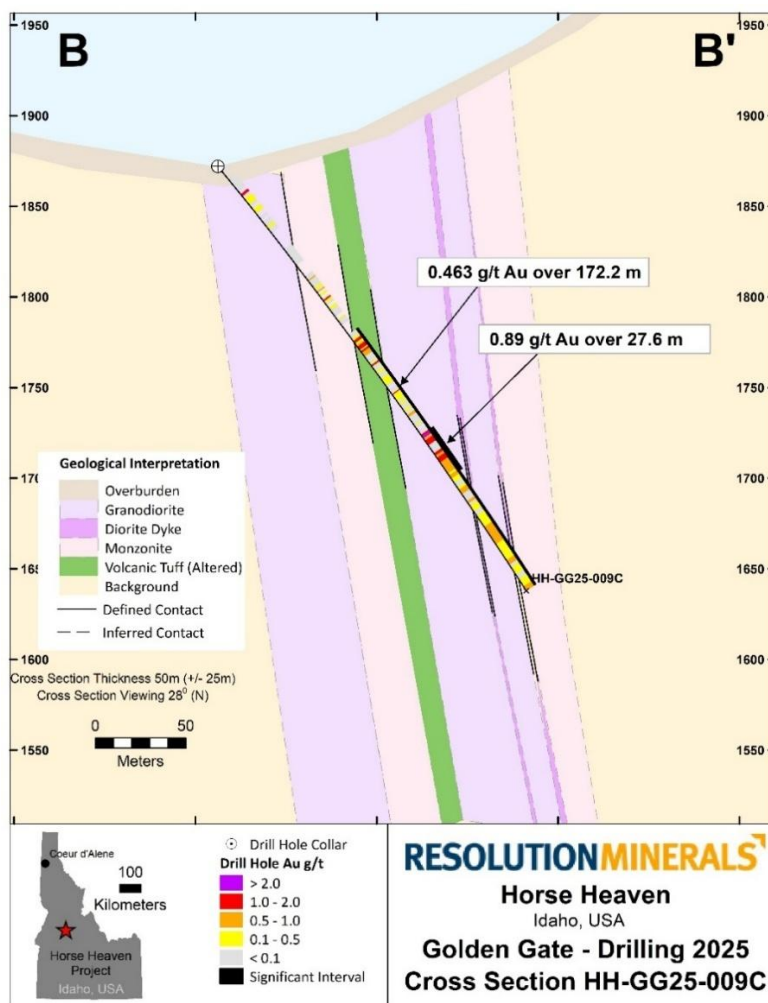 B
B'
1950
1900
1850
1800
1750
1700
1650
1600
1550
1950
1900
1850
1800
1750
1700
1650
1600
1550
0.463 g/t Au over 172.2 m
0.89 g/t Au over 27.6 m
HH-GG25-009C
Geological Interpretation
Overburden
Granodiorite
Diorite Dyke
Monzonite
Volcanic Tuff (Altered)
Background
Defined Contact
Inferred Contact
Cross Section Thickness 50m (+/- 25m)
Cross Section Viewing 28⁰ (N)
0 50
Meters
Coeur d'Alene
100
Kilometers
Horse Heaven
Project
Idaho, USA
Drill Hole Collar
Drill Hole Au g/t
> 2.0
1.0 - 2.0
0.5 - 1.0
0.1 - 0.5
< 0.1
Significant Interval
RESOLUTIONMINERALS
Horse Heaven
Idaho, USA
Golden Gate - Drilling 2025
Cross Section HH-GG25-009C